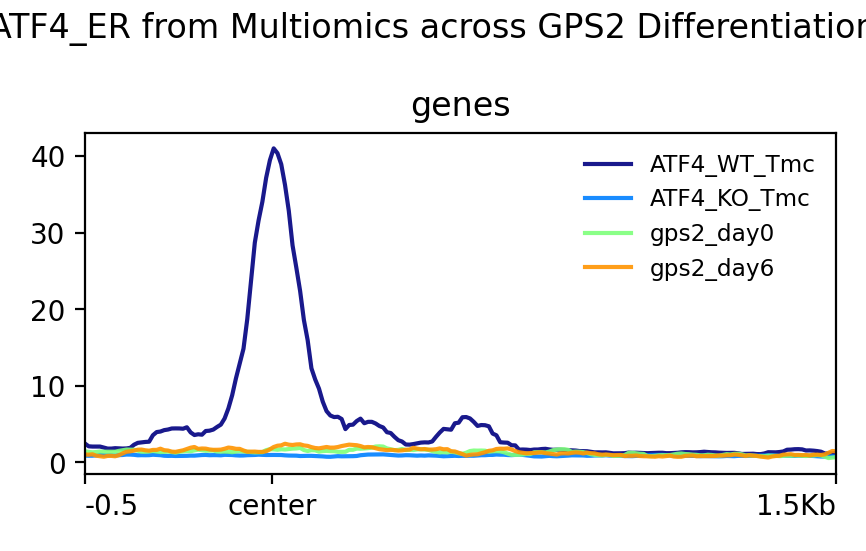 ATF4_ER from Multiomics across GPS2 Differentiation
genes
40
30
20
10
0
ATF4_WT_Tmc
ATF4_KO_Tmc
gps2_day0
gps2_day6
-0.5
center
1.5Kb